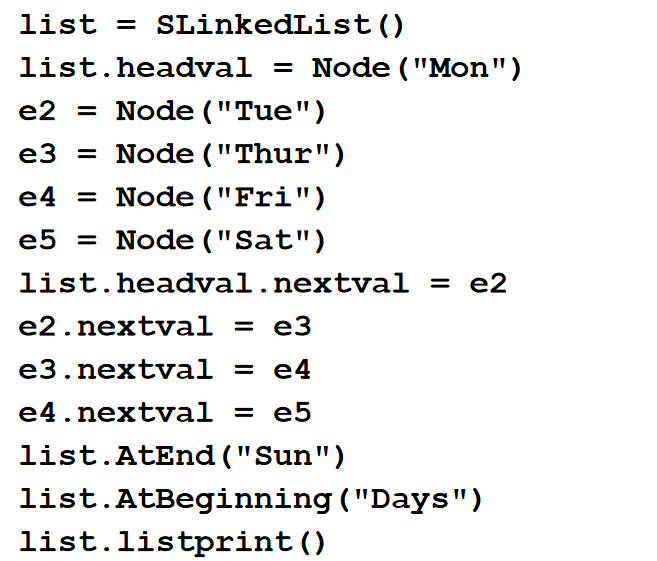 list = SLinkedList()
list.headval = Node("Mon")
e2 = Node("Tue")
e3 = Node("Thur")
e4 = Node("Fri")
e5 = Node("Sat")
list.headval.nextval = e2
e2.nextval = e3
e3.nextval = e4
e4.nextval = e5
list.AtEnd("Sun")
list.AtBeginning("Days")
list.listprint()